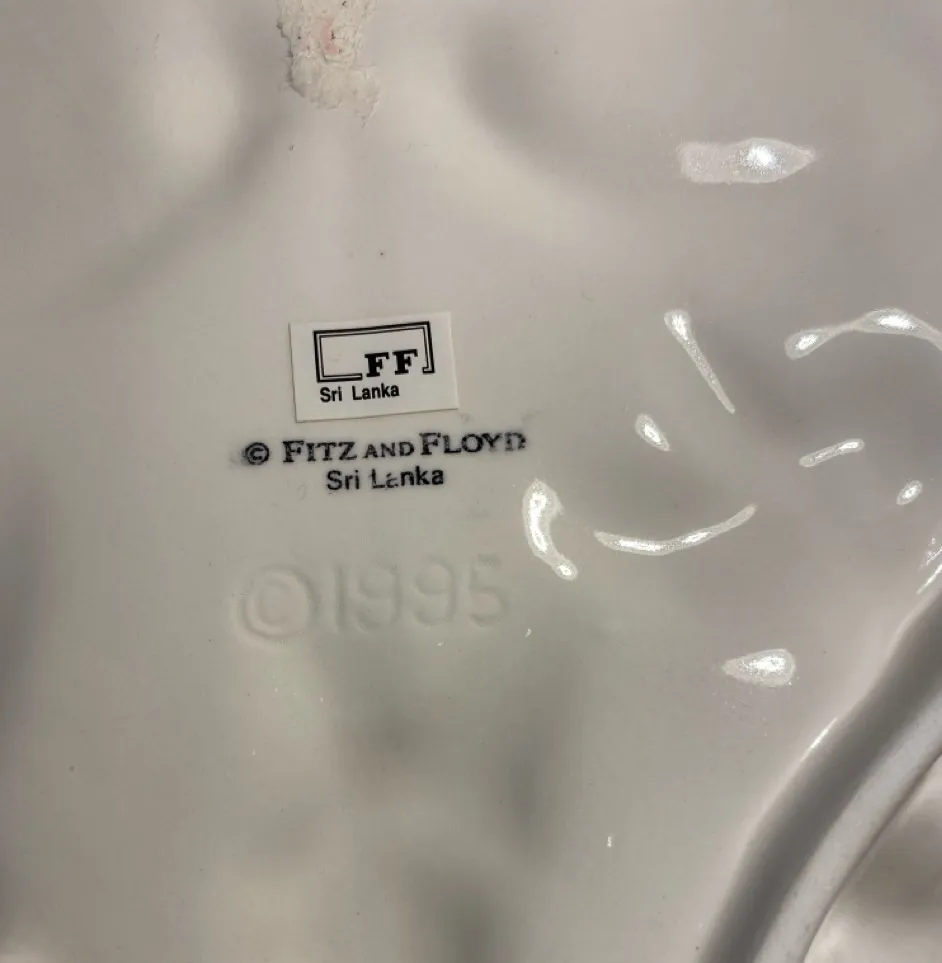 FF
Sri Lanka
© FITZ AND FLOYD
Sri Lanka
©1995